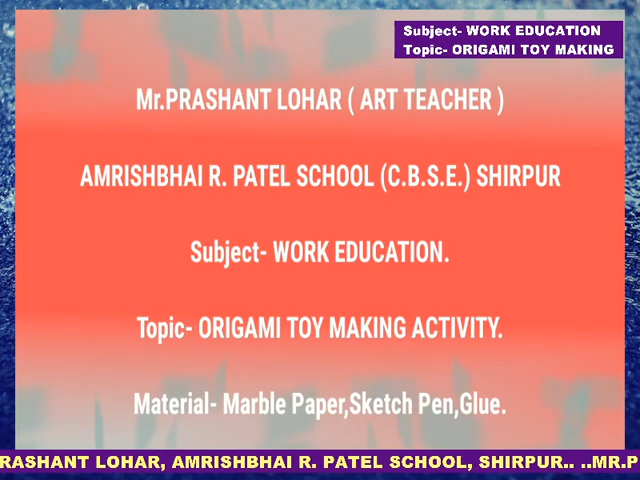 Subject- WORK EDUCATION
Topic- ORIGAMI TOY MAKING
Mr.PRASHANT LOHAR ( ART TEACHER )
AMRISHBHAI R. PATEL SCHOOL (C.B.S.E.) SHIRPUR
Subject- WORK EDUCATION.
Topic- ORIGAMI TOY MAKING ACTIVITY.
Material- Marble Paper,Sketch Pen,Glue.
RASHANT LOHAR, AMRISHBHAI R. PATEL SCHOOL, SHIRPUR.. ..MR.P